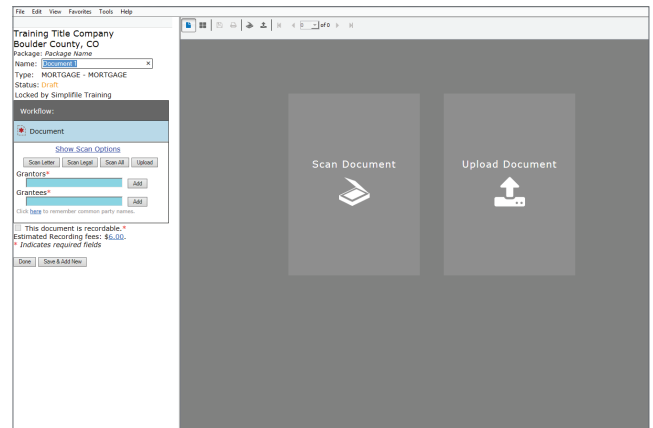 File Edit View Favorites Tools Help
0 of 0
Training Title Company
Boulder County, CO
Package: Package Name
Name: Document 1 ×
Type: MORTGAGE - MORTGAGE
Status: Draft
Locked by Simplifile Training
Workflow:
Document
Show Scan Options
Scan Letter Scan Legal Scan All Upload
Grantors*
Add
Grantees*
Add
Click here to remember common party names.
This document is recordable.*
Estimated Recording fees: $6.00.
* Indicates required fields
Done Save & Add New
Scan Document Upload Document